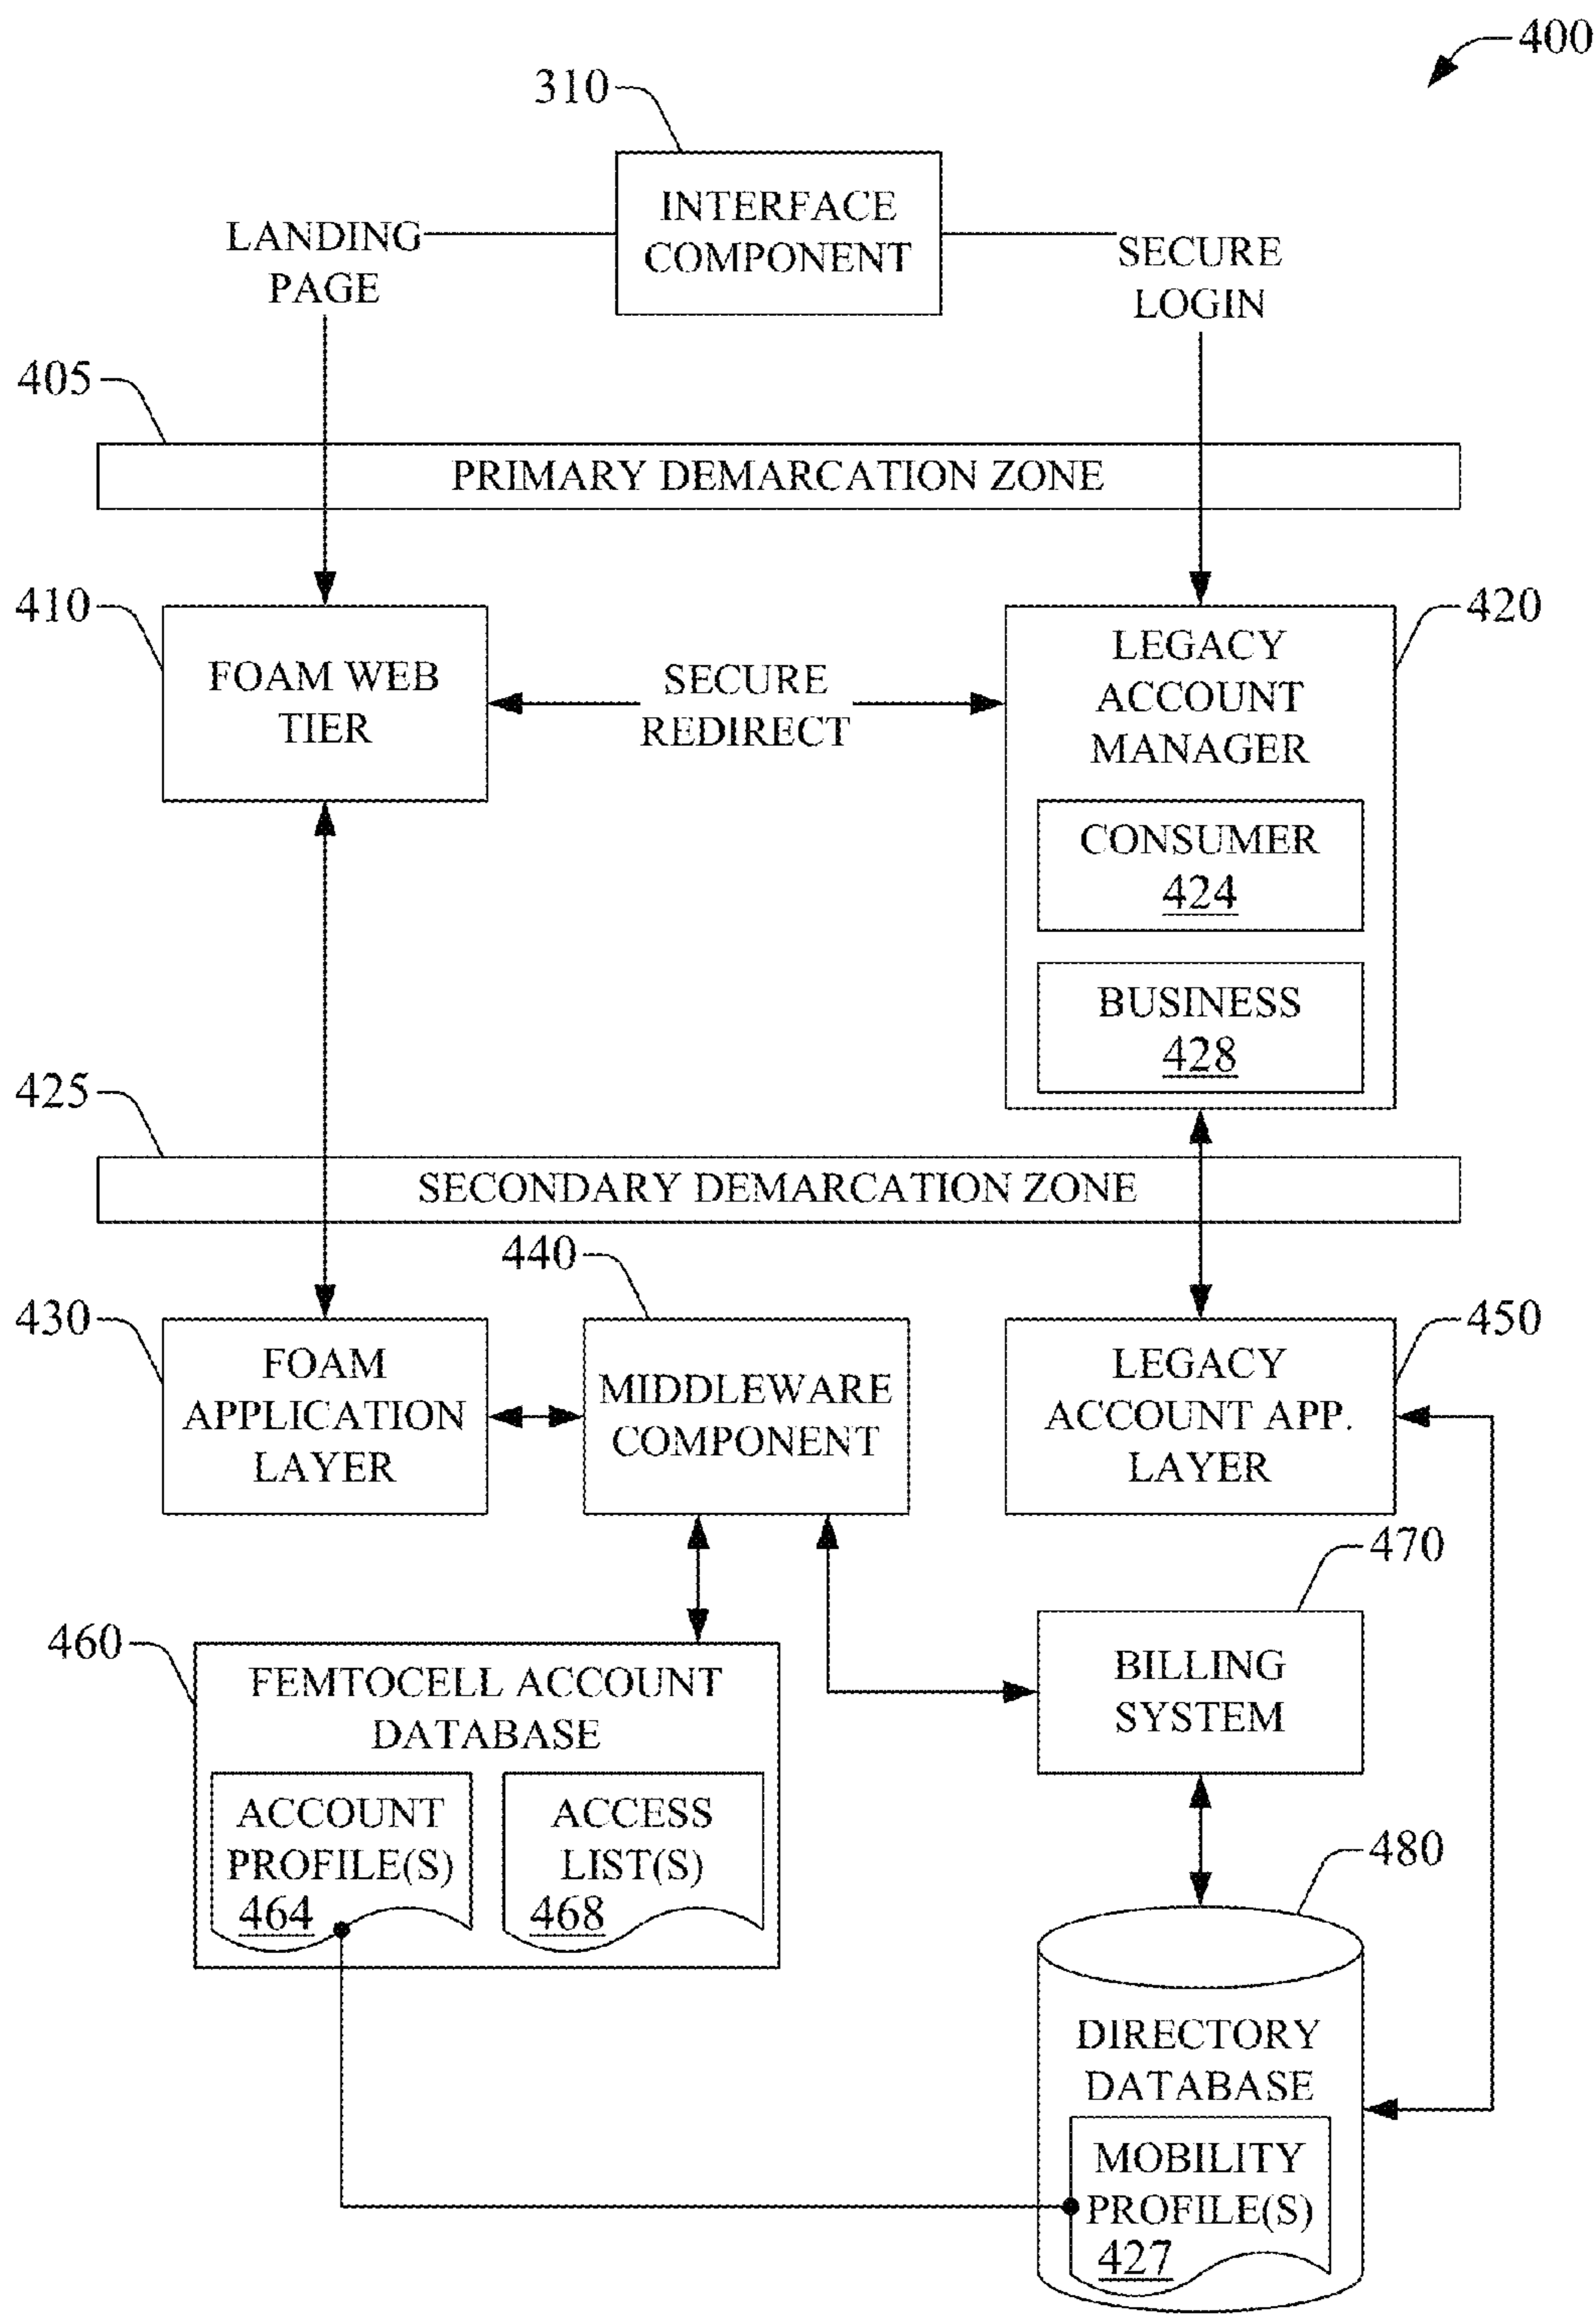 400
310
INTERFACE
COMPONENT
LANDING
PAGE
SECURE
LOGIN
405
PRIMARY DEMARCATION ZONE
410
FOAM WEB
TIER
SECURE
REDIRECT
420
LEGACY
ACCOUNT
MANAGER
CONSUMER
424
BUSINESS
428
425
SECONDARY DEMARCATION ZONE
440
430
FOAM
APPLICATION
LAYER
MIDDLEWARE
COMPONENT
450
LEGACY
ACCOUNT APP.
LAYER
470
460
FEMTOCELL ACCOUNT
DATABASE
BILLING
SYSTEM
ACCOUNT
PROFILE(S)
464
ACCESS
LIST(S)
468
480
DIRECTORY
DATABASE
MOBILITY
PROFILE(S)
427